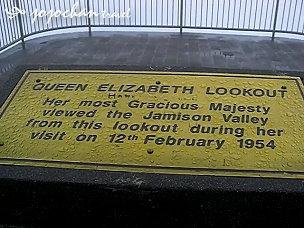 jojochan
QUEEN ELIZABETH LOOKOUT
Her most Gracious Majesty
viewed the Jamison Valley
from this lookout during her
visit on 12th February 1954